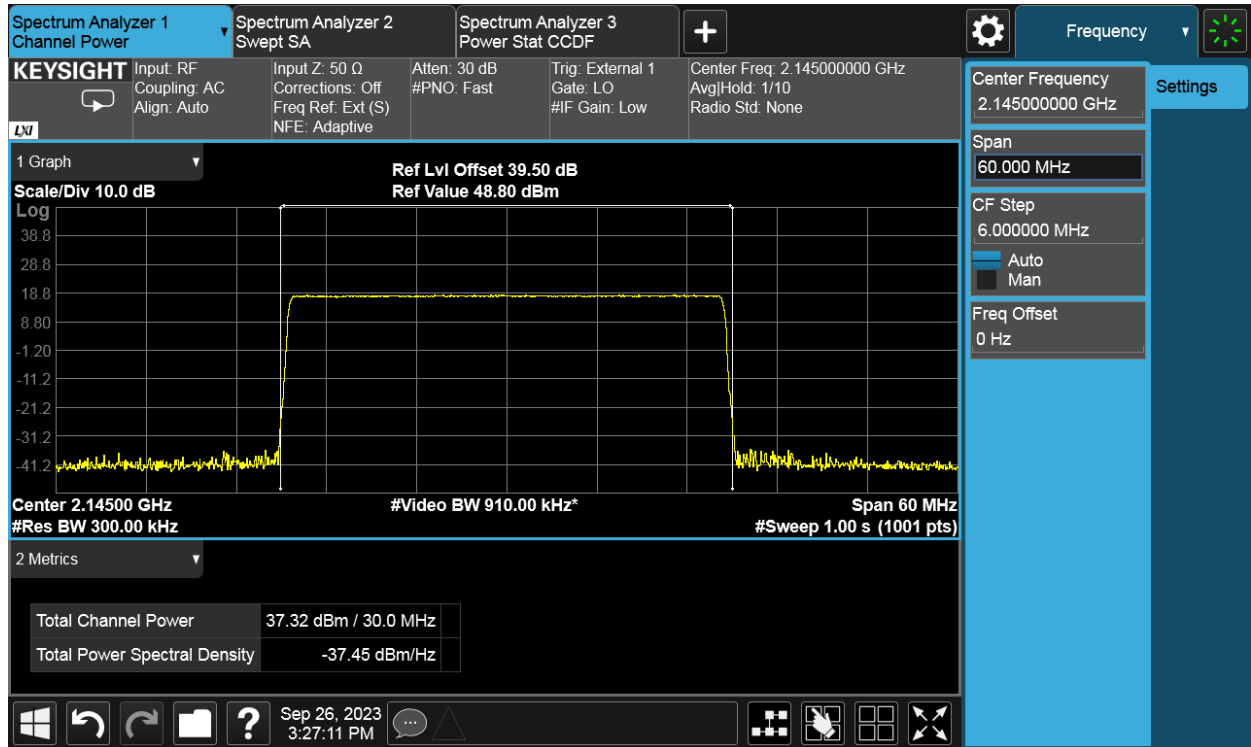 Spectrum Analyzer 1
Channel Power
Spectrum Analyzer 2
Swept SA
Spectrum Analyzer 3
Power Stat CCDF
+
Frequency
KEYSIGHT
LXI
Input: RF
Coupling: AC
Align: Auto
Input Z: 50 Ω
Corrections: Off
Freq Ref: Ext (S)
NFE: Adaptive
Atten: 30 dB
#PNO: Fast
Trig: External 1
Gate: LO
#IF Gain: Low
Center Freq: 2.145000000 GHz
Avg|Hold: 1/10
Radio Std: None
1 Graph
Scale/Div 10.0 dB
Ref Lvl Offset 39.50 dB
Ref Value 48.80 dBm
Log
38.8
28.8
18.8
8.80
-1.20
-11.2
-21.2
-31.2
-41.2
Center 2.14500 GHz
#Res BW 300.00 kHz
#Video BW 910.00 kHz*
Span 60 MHz
#Sweep 1.00 s (1001 pts)
2 Metrics
Total Channel Power 37.32 dBm / 30.0 MHz
Total Power Spectral Density -37.45 dBm/Hz
Center Frequency
2.145000000 GHz
Span
60.000 MHz
CF Step
6.000000 MHz
Auto
Man
Freq Offset
0 Hz
Settings
?
Sep 26, 2023
3:27:11 PM